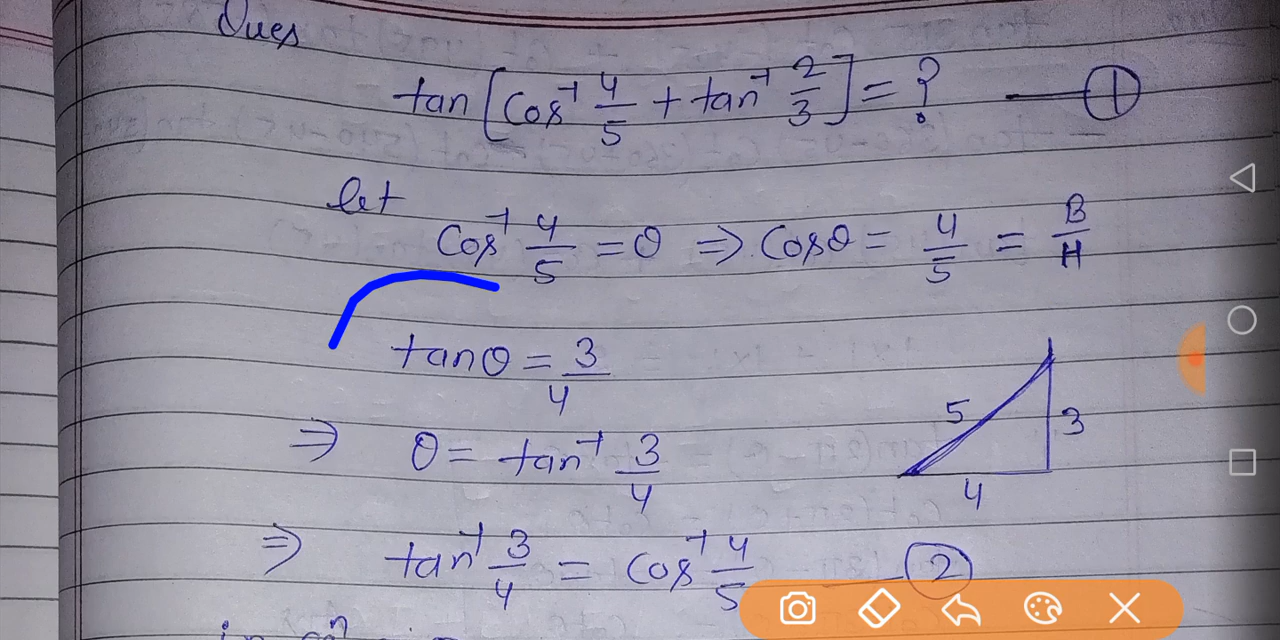 Ques
tan[cos⁻¹ 4/5 + tan⁻¹ 2/3] = ? — ①
let
cos⁻¹ 4/5 = θ ⇒ cosθ = 4/5 = B/H
tanθ = 3/4
⇒ θ = tan⁻¹ 3/4
5
3
4
⇒ tan⁻¹ 3/4 = cos⁻¹ 4/5 — ②